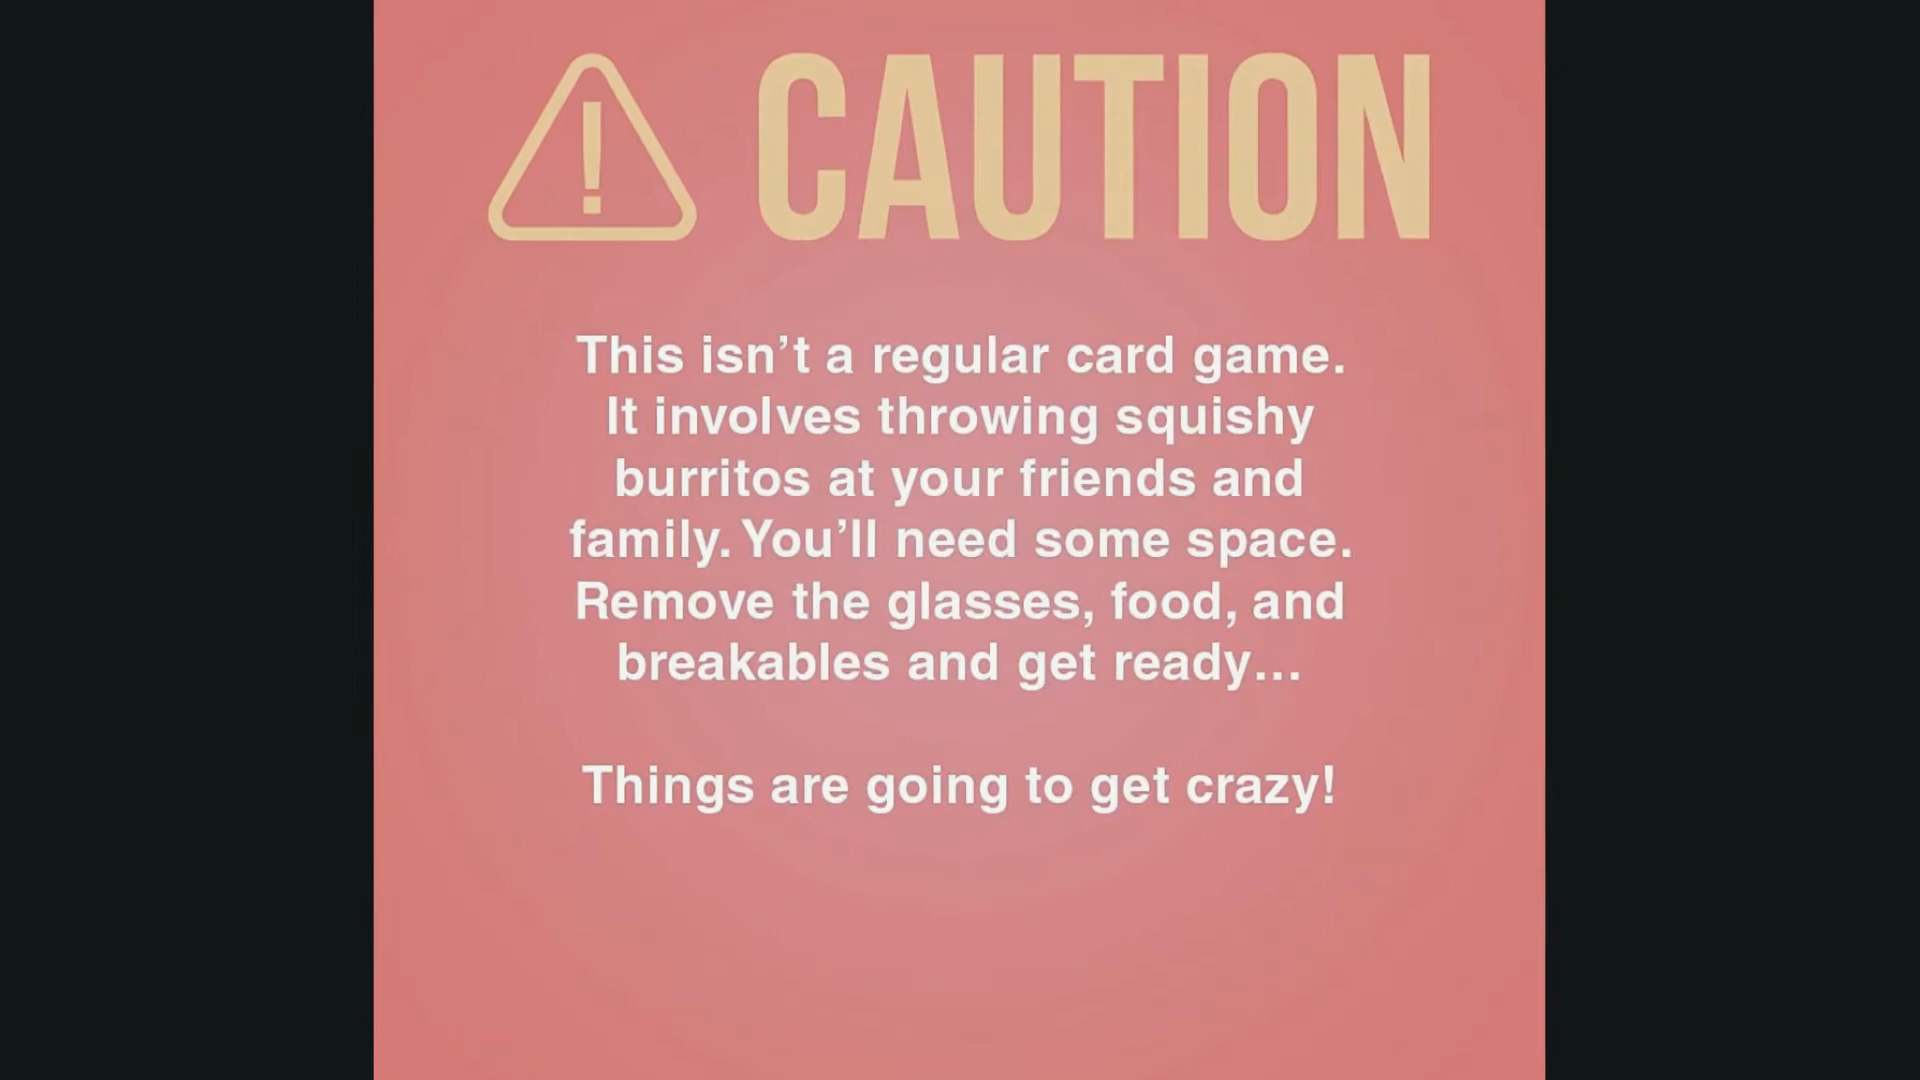 CAUTION
This isn’t a regular card game.
It involves throwing squishy
burritos at your friends and
family. You’ll need some space.
Remove the glasses, food, and
breakables and get ready…
Things are going to get crazy!